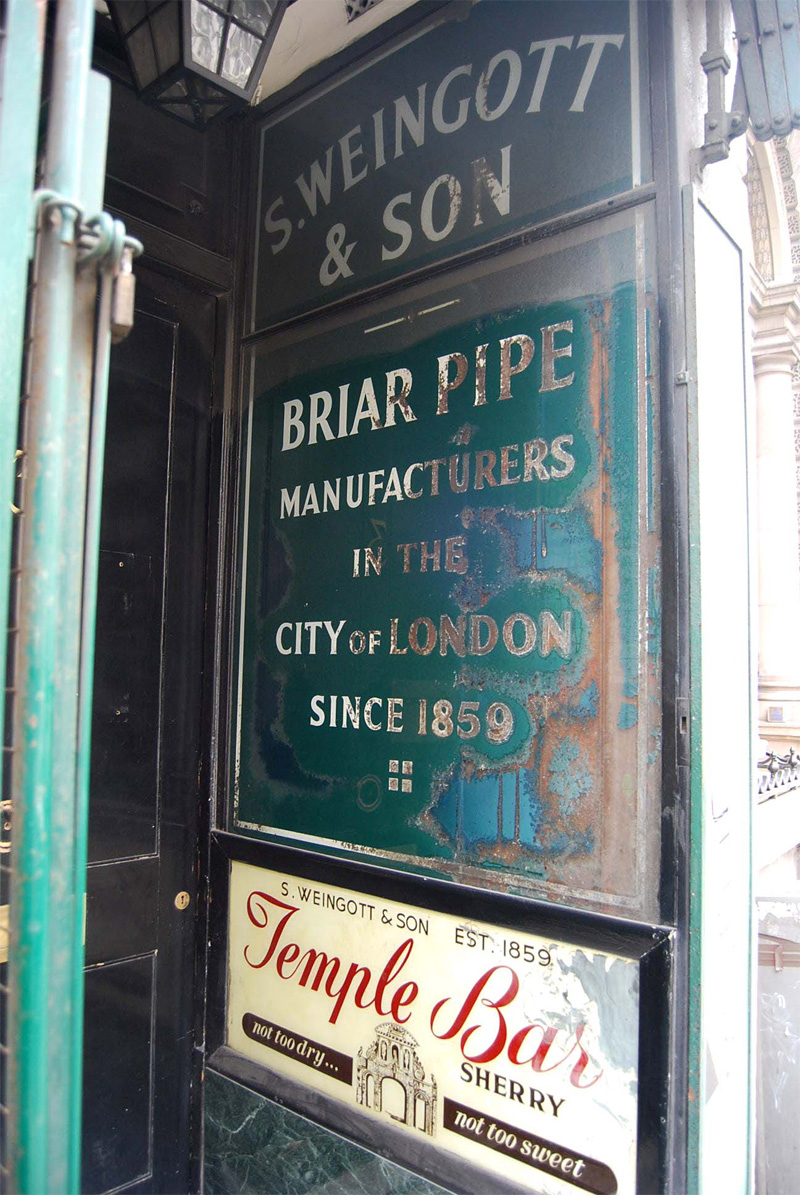 S. WEINGOTT
& SON
BRIAR PIPE
MANUFACTURERS
IN THE
CITY OF LONDON
SINCE 1859
S. WEINGOTT & SON EST. 1859
Temple Bar
SHERRY
not too dry...
not too sweet